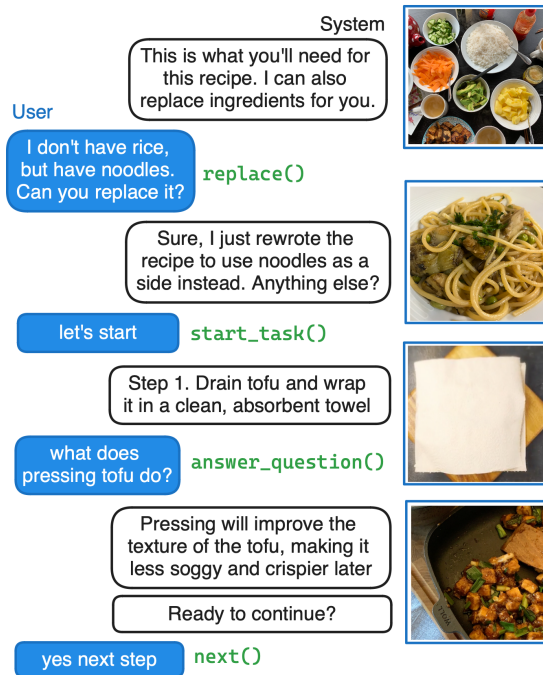 System
This is what you'll need for
this recipe. I can also
replace ingredients for you.
User
I don't have rice,
but have noodles.
Can you replace it?
replace()
Sure, I just rewrote the
recipe to use noodles as a
side instead. Anything else?
let's start
start_task()
Step 1. Drain tofu and wrap
it in a clean, absorbent towel
what does
pressing tofu do?
answer_question()
Pressing will improve the
texture of the tofu, making it
less soggy and crispier later
Ready to continue?
yes next step
next()